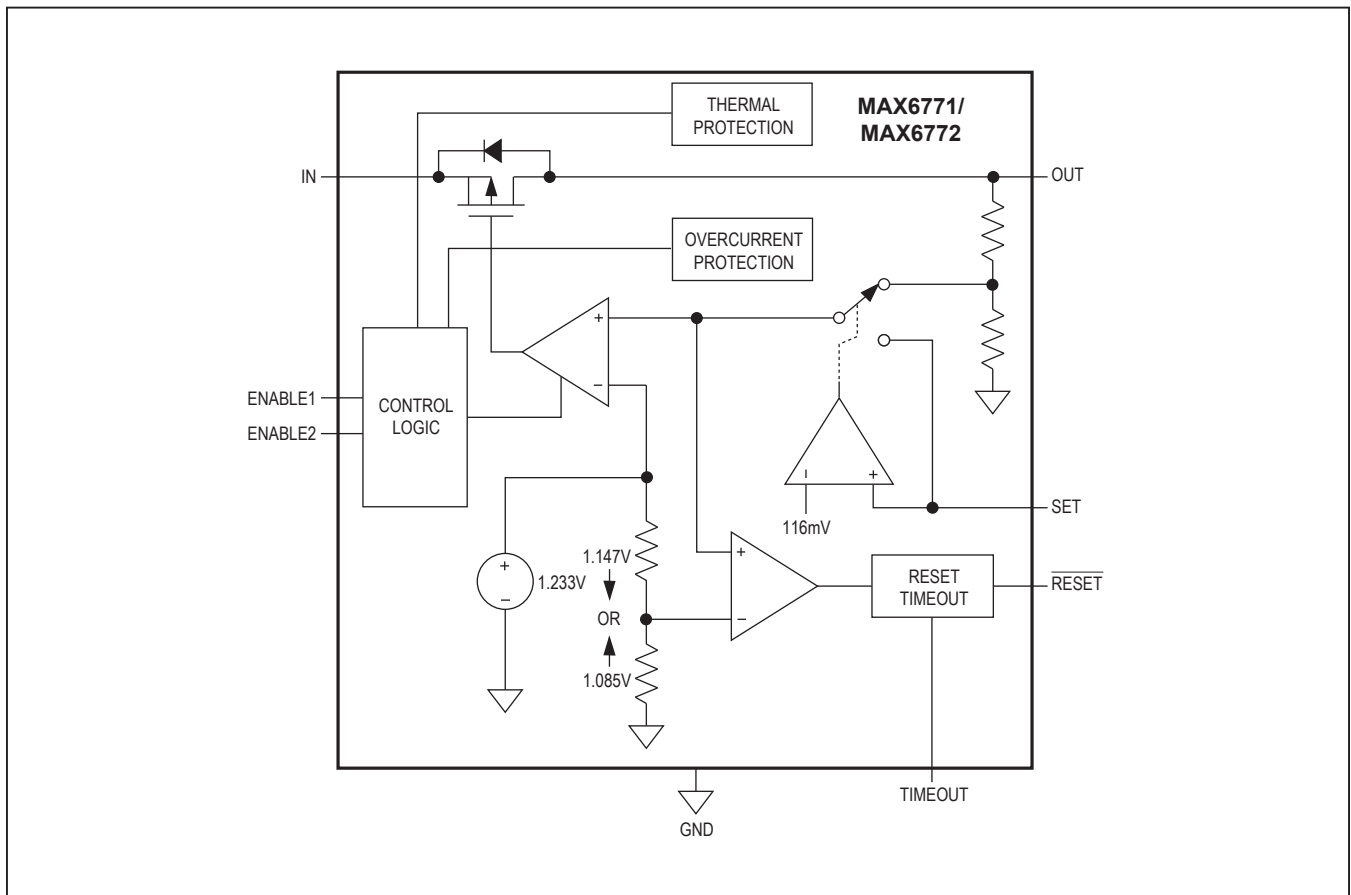 THERMAL
PROTECTION
MAX6771/
MAX6772
IN
OUT
OVERCURRENT
PROTECTION
+
−
ENABLE1
ENABLE2
CONTROL
LOGIC
−
+
116mV
SET
+
−
1.233V
1.147V
OR
1.085V
+
−
RESET
TIMEOUT
RESET
TIMEOUT
GND